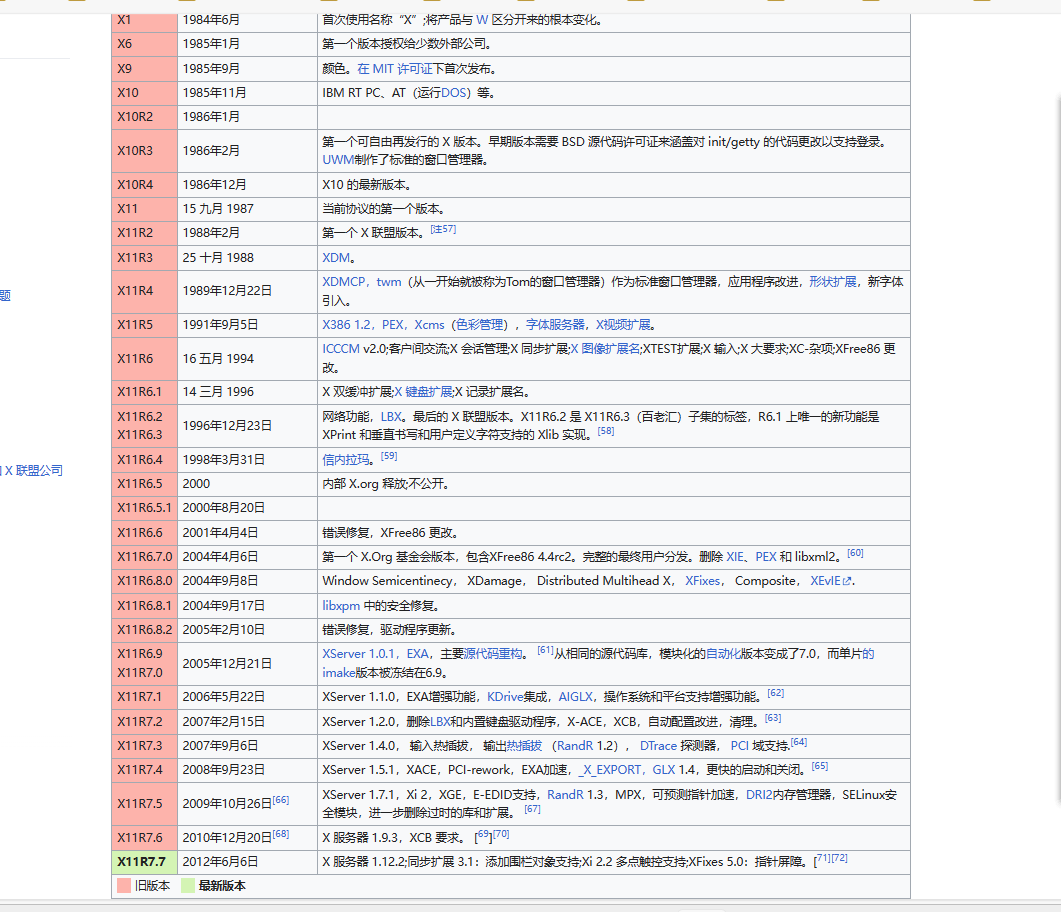 X1 1984年6月 首次使用名称“X”;将产品与 W 区分开来的根本变化。
X6 1985年1月 第一个版本授权给少数外部公司。
X9 1985年9月 颜色。在 MIT 许可证下首次发布。
X10 1985年11月 IBM RT PC、AT（运行DOS）等。
X10R2 1986年1月
X10R3 1986年2月 第一个可自由再发行的 X 版本。早期版本需要 BSD 源代码许可证来涵盖对 init/getty 的代码更改以支持登录。
UWM制作了标准的窗口管理器。
X10R4 1986年12月 X10 的最新版本。
X11 15 九月 1987 当前协议的第一个版本。
X11R2 1988年2月 第一个 X 联盟版本。[注57]
X11R3 25 十月 1988 XDM。
题
X11R4 1989年12月22日 XDMCP，twm（从一开始就被称为Tom的窗口管理器）作为标准窗口管理器，应用程序改进，形状扩展，新字体
引入。
X11R5 1991年9月5日 X386 1.2，PEX，Xcms（色彩管理），字体服务器，X视频扩展。
X11R6 16 五月 1994 ICCCM v2.0;客户间交流;X 会话管理;X 同步扩展;X 图像扩展名;XTEST扩展;X 输入;X 大要求;XC-杂项;XFree86 更
改。
X11R6.1 14 三月 1996 X 双缓冲扩展;X 键盘扩展;X 记录扩展名。
X11R6.2 1996年12月23日 网络功能，LBX。最后的 X 联盟版本。X11R6.2 是 X11R6.3（百老汇）子集的标签，R6.1 上唯一的新功能是
X11R6.3 XPrint 和垂直书写和用户定义字符支持的 Xlib 实现。[58]
X11R6.4 1998年3月31日 信内拉玛。[59]
X 联盟公司
X11R6.5 2000 内部 X.org 释放;不公开。
X11R6.5.1 2000年8月20日
X11R6.6 2001年4月4日 错误修复，XFree86 更改。
X11R6.7.0 2004年4月6日 第一个 X.Org 基金会版本，包含XFree86 4.4rc2。完整的最终用户分发。删除 XIE、PEX 和 libxml2。[60]
X11R6.8.0 2004年9月8日 Window Semicentinecy， XDamage， Distributed Multihead X， XFixes， Composite， XEvIE.
X11R6.8.1 2004年9月17日 libxpm 中的安全修复。
X11R6.8.2 2005年2月10日 错误修复，驱动程序更新。
X11R6.9 2005年12月21日 XServer 1.0.1，EXA，主要源代码重构。 [61]从相同的源代码库，模块化的自动化版本变成了7.0，而单片的
X11R7.0 imake版本被冻结在6.9。
X11R7.1 2006年5月22日 XServer 1.1.0，EXA增强功能，KDrive集成，AIGLX，操作系统和平台支持增强功能。[62]
X11R7.2 2007年2月15日 XServer 1.2.0，删除LBX和内置键盘驱动程序，X-ACE，XCB，自动配置改进，清理。[63]
X11R7.3 2007年9月6日 XServer 1.4.0， 输入热插拔， 输出热插拔 （RandR 1.2）， DTrace 探测器， PCI 域支持.[64]
X11R7.4 2008年9月23日 XServer 1.5.1，XACE，PCI-rework，EXA加速，_X_EXPORT，GLX 1.4，更快的启动和关闭。[65]
X11R7.5 2009年10月26日[66] XServer 1.7.1，Xi 2，XGE，E-EDID支持，RandR 1.3，MPX，可预测指针加速，DRI2内存管理器，SELinux安
全模块，进一步删除过时的库和扩展。[67]
X11R7.6 2010年12月20日[68] X 服务器 1.9.3，XCB 要求。 [69][70]
X11R7.7 2012年6月6日 X 服务器 1.12.2;同步扩展 3.1：添加围栏对象支持;Xi 2.2 多点触控支持;XFixes 5.0：指针屏障。[71][72]
旧版本 最新版本